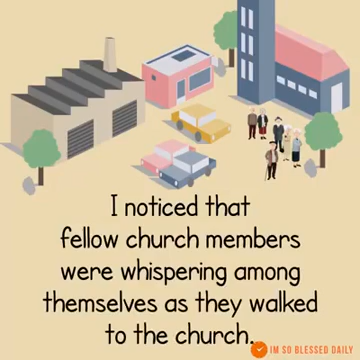 I noticed that
fellow church members
were whispering among
themselves as they walked
to the church.
IM SO BLESSED DAILY